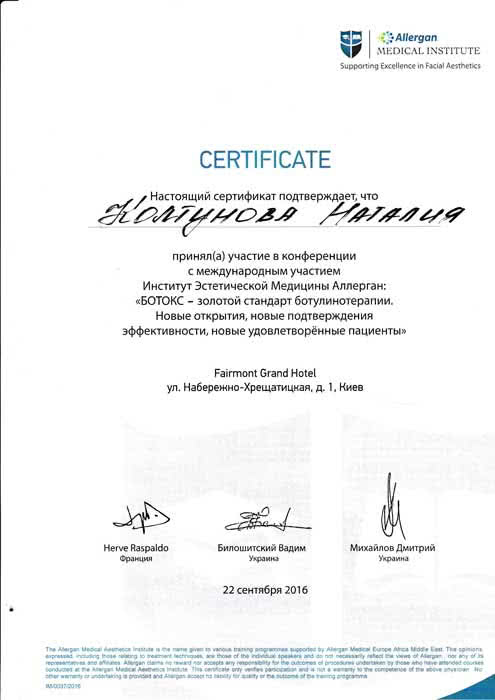 Allergan
MEDICAL INSTITUTE
Supporting Excellence in Facial Aesthetics
CERTIFICATE
Настоящий сертификат подтверждает, что
Колтунова Наталия
принял(а) участие в конференции
с международным участием
Институт Эстетической Медицины Аллерган:
«БОТОКС – золотой стандарт ботулинотерапии.
Новые открытия, новые подтверждения
эффективности, новые удовлетворённые пациенты»
Fairmont Grand Hotel
ул. Набережно-Хрещатицкая, д. 1, Киев
Herve Raspaldo
Франция
Билошитский Вадим
Украина
Михайлов Дмитрий
Украина
22 сентября 2016
The Allergan Medical Aesthetics Institute is the name given to various training programmes supported by Allergan Medical Europe Africa Middle East. The opinions
expressed, including those relating to treatment techniques, are those of the individual speakers and do not necessarily reflect the views of Allergan, nor any of its
representatives and affiliates. Allergan claims no reward nor accepts any responsibility for the outcomes of procedures undertaken by those who have attended courses
conducted at the Allergan Medical Aesthetics Institute. This certificate only verifies participation and is not a warranty to the competence of the above physician. No
other warranty or undertaking is provided and Allergan accept no liability for quality or the outcome of the training programme.
IM/0037/2016